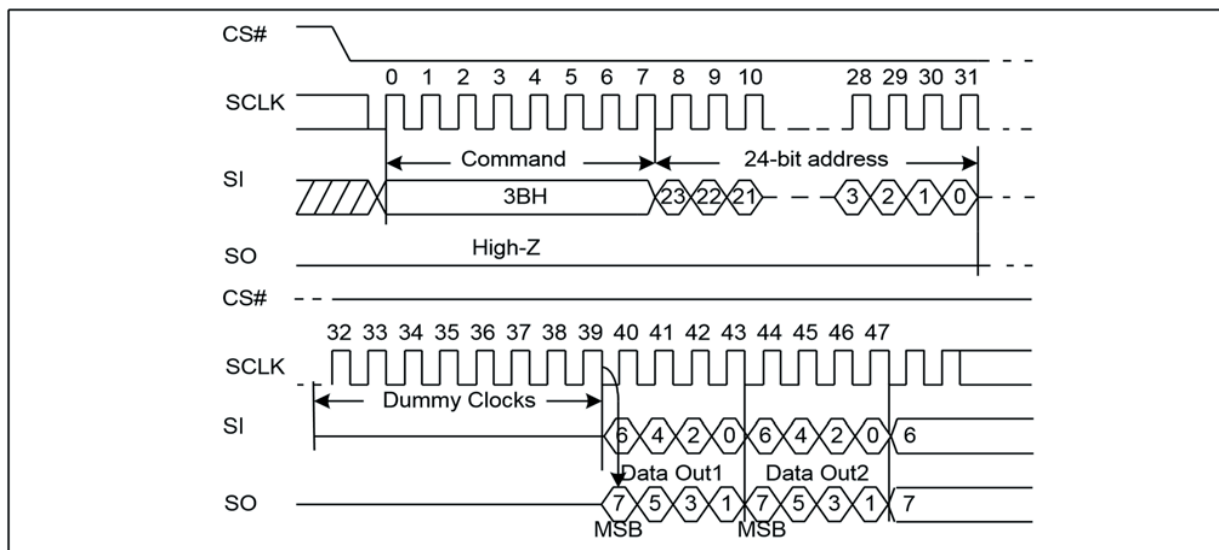 CS#
0 1 2 3 4 5 6 7 8 9 10 28 29 30 31
SCLK
Command 24-bit address
SI
3BH 23 22 21 3 2 1 0
High-Z
SO
CS#
32 33 34 35 36 37 38 39 40 41 42 43 44 45 46 47
SCLK
Dummy Clocks
SI
6 4 2 0 6 4 2 0 6
Data Out1 Data Out2
SO
7 5 3 1 7 5 3 1 7
MSB MSB